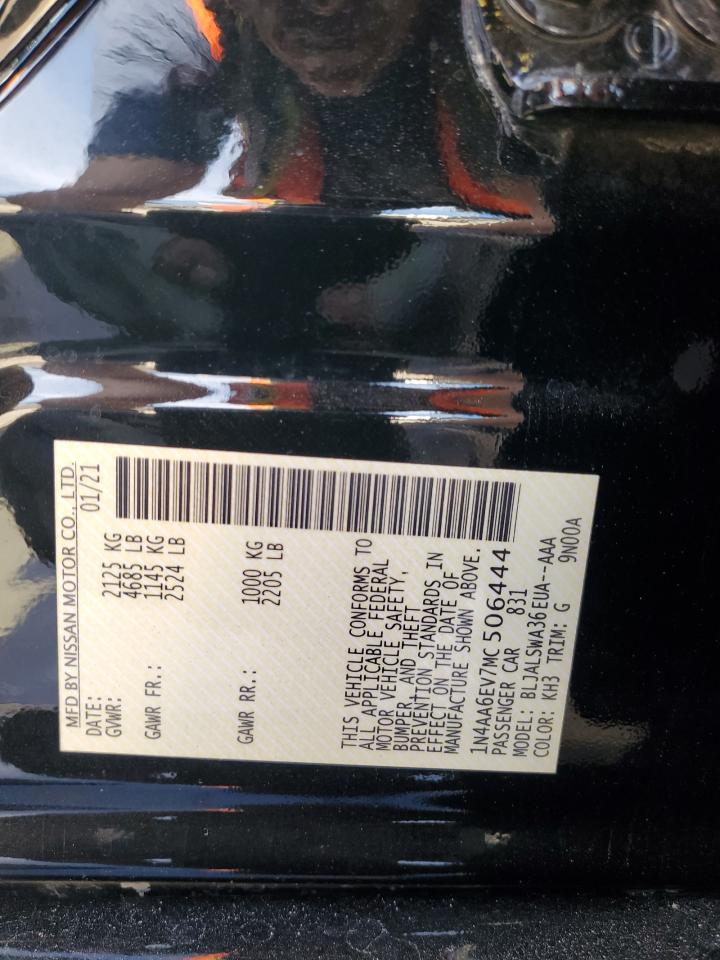 MFD BY NISSAN MOTOR CO., LTD.
DATE: 01/21
GVWR: 2125 KG
4685 LB
GAWR FR.: 1145 KG
2524 LB
GAWR RR.: 1000 KG
2205 LB
THIS VEHICLE CONFORMS TO
ALL APPLICABLE FEDERAL
MOTOR VEHICLE SAFETY,
BUMPER, AND THEFT
PREVENTION STANDARDS IN
EFFECT ON THE DATE OF
MANUFACTURE SHOWN ABOVE.
1N4AA6EV7MC506444
PASSENGER CAR 831
MODEL: BLJALSWA36EUA--AAA
COLOR: KH3 TRIM: G 9N00A